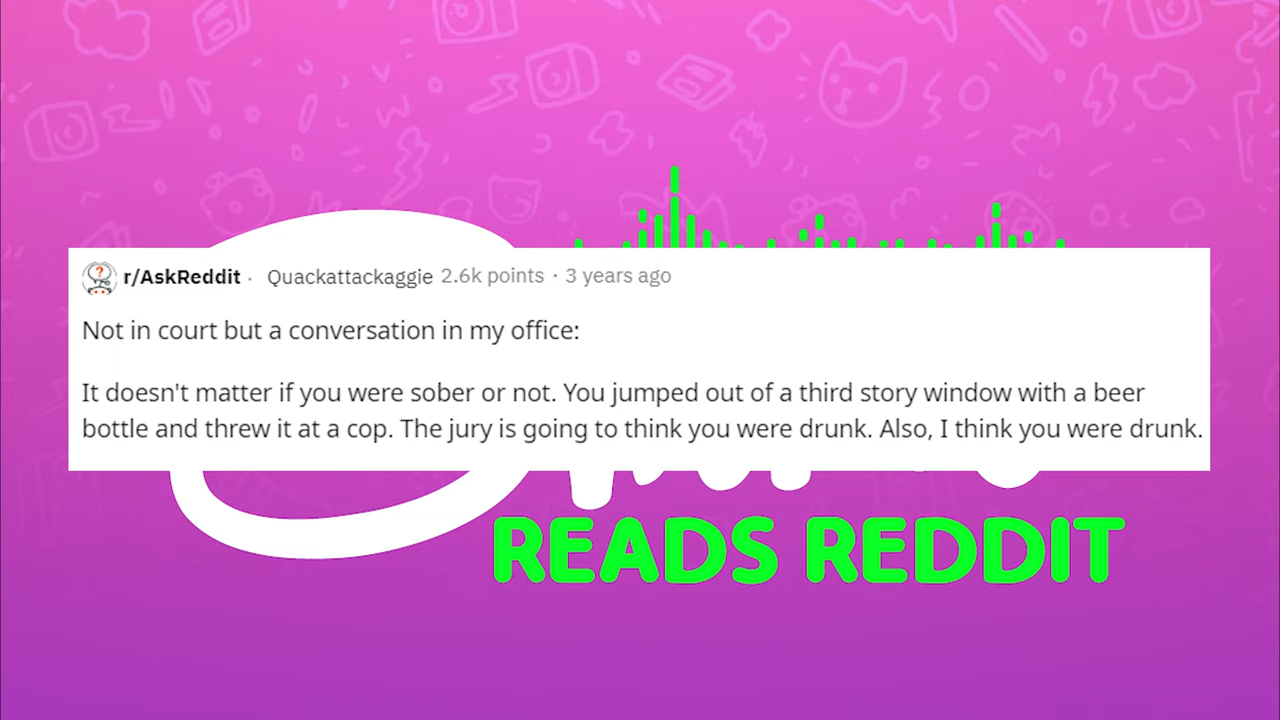 r/AskReddit · Quackattackaggie 2.6k points · 3 years ago
Not in court but a conversation in my office:
It doesn't matter if you were sober or not. You jumped out of a third story window with a beer
bottle and threw it at a cop. The jury is going to think you were drunk. Also, I think you were drunk.
READS REDDIT